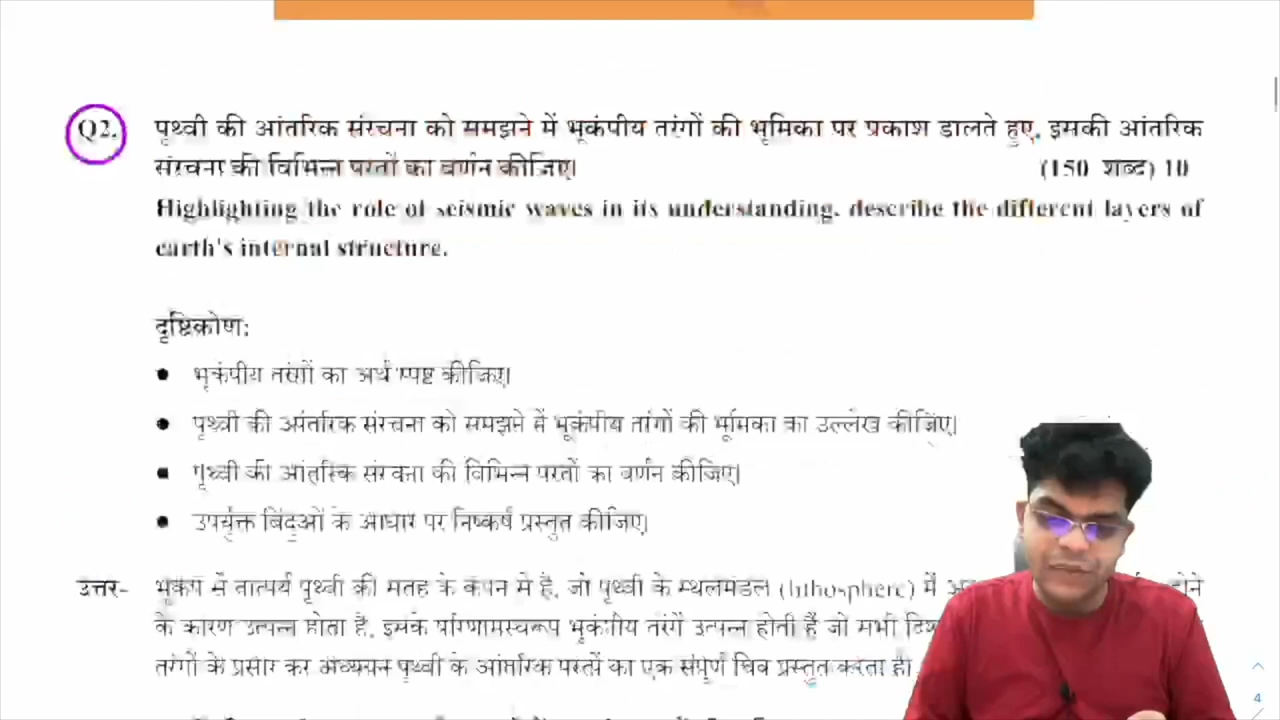 Q2. पृथ्वी की आंतरिक संरचना को समझने में भूकंपीय तरंगों की भूमिका पर प्रकाश डालते हुए, इसकी आंतरिक
संरचना की विभिन्न परतों का वर्णन कीजिए। (150 शब्द) 10
Highlighting the role of seismic waves in its understanding, describe the different layers of
earth's internal structure.
दृष्टिकोण:
● भूकंपीय तरंगों का अर्थ स्पष्ट कीजिए।
● पृथ्वी की आंतरिक संरचना को समझने में भूकंपीय तरंगों की भूमिका का उल्लेख कीजिए।
● पृथ्वी की आंतरिक संरचना की विभिन्न परतों का वर्णन कीजिए।
● उपर्युक्त बिंदुओं के आधार पर निष्कर्ष प्रस्तुत कीजिए।
उत्तर- भूकंप से तात्पर्य पृथ्वी की सतह के कंपन से है, जो पृथ्वी के स्थलमंडल (lithosphere) में होने
के कारण उत्पन्न होता है, इसके परिणामस्वरूप भूकंपीय तरंगें उत्पन्न होती हैं जो सभी
तरंगों के प्रसार का अध्ययन पृथ्वी के आंतरिक परतों का एक संपूर्ण चित्र प्रस्तुत करता है।
4